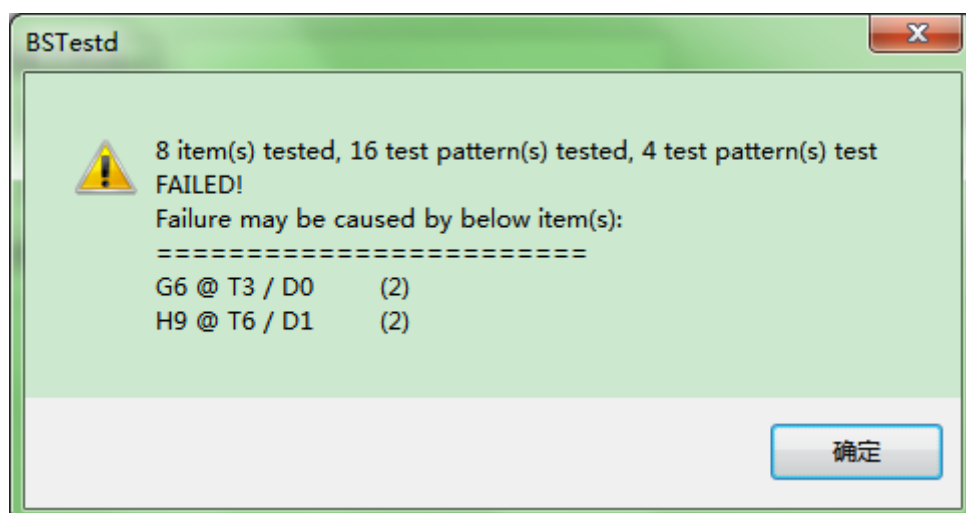 BSTestd
8 item(s) tested, 16 test pattern(s) tested, 4 test pattern(s) test
FAILED!
Failure may be caused by below item(s):
========================
G6 @ T3 / D0 (2)
H9 @ T6 / D1 (2)
确定